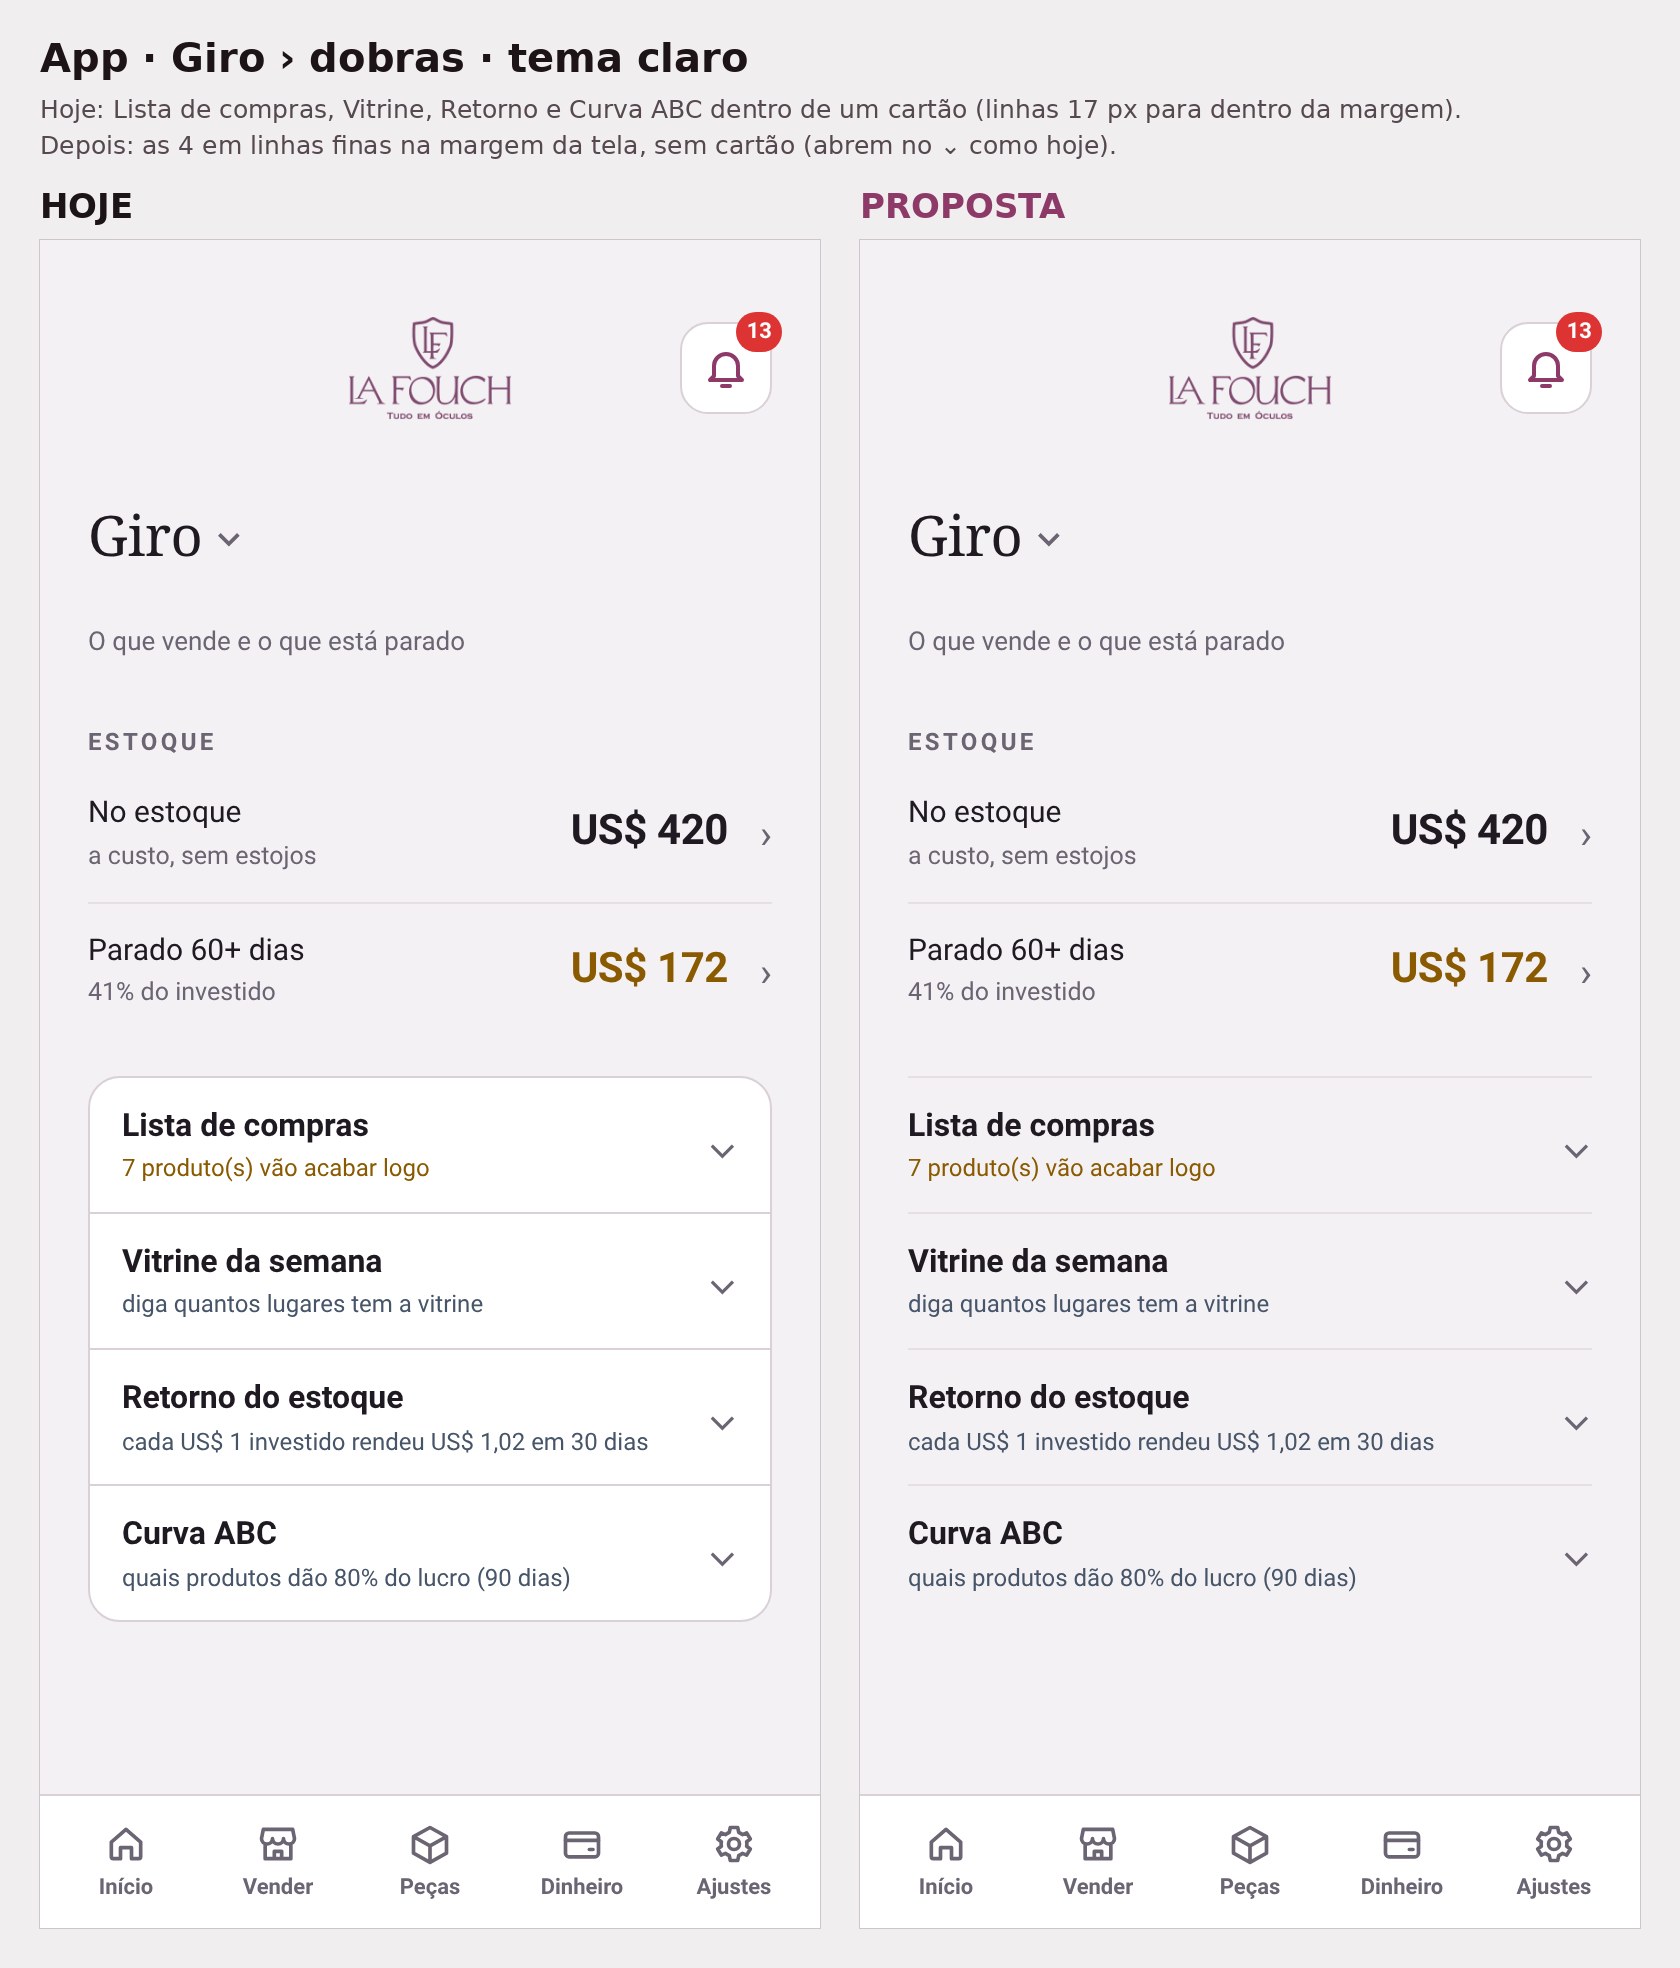 App · Giro › dobras · tema claro
Hoje: Lista de compras, Vitrine, Retorno e Curva ABC dentro de um cartão (linhas 17 px para dentro da margem).
Depois: as 4 em linhas finas na margem da tela, sem cartão (abrem no ⌄ como hoje).
HOJE
LF
LA FOUCH
TUDO EM ÓCULOS
13
Giro
O que vende e o que está parado
ESTOQUE
No estoque
US$ 420 ›
a custo, sem estojos
Parado 60+ dias
US$ 172 ›
41% do investido
Lista de compras
7 produto(s) vão acabar logo
Vitrine da semana
diga quantos lugares tem a vitrine
Retorno do estoque
cada US$ 1 investido rendeu US$ 1,02 em 30 dias
Curva ABC
quais produtos dão 80% do lucro (90 dias)
Início Vender Peças Dinheiro Ajustes
PROPOSTA
LF
LA FOUCH
TUDO EM ÓCULOS
13
Giro
O que vende e o que está parado
ESTOQUE
No estoque
US$ 420 ›
a custo, sem estojos
Parado 60+ dias
US$ 172 ›
41% do investido
Lista de compras
7 produto(s) vão acabar logo
Vitrine da semana
diga quantos lugares tem a vitrine
Retorno do estoque
cada US$ 1 investido rendeu US$ 1,02 em 30 dias
Curva ABC
quais produtos dão 80% do lucro (90 dias)
Início Vender Peças Dinheiro Ajustes